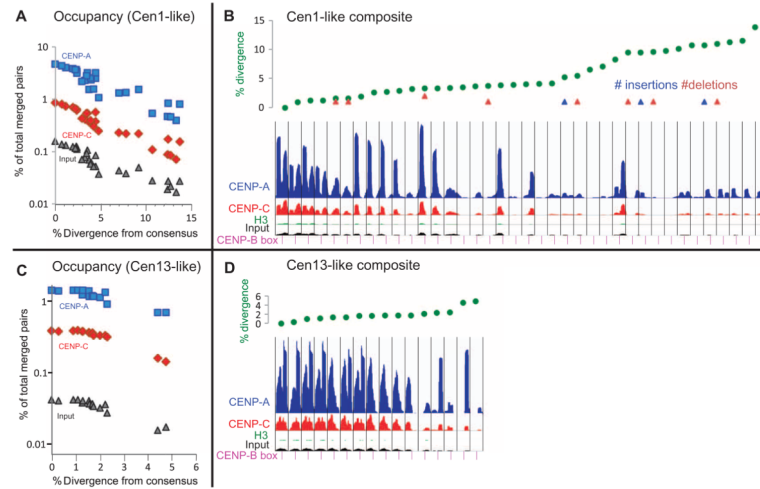 A
Occupancy (Cen1-like)
% of total merged pairs
10
1
0.1
0.01
CENP-A
CENP-C
Input
0 5 10 15
% Divergence from consensus
B
Cen1-like composite
% divergence
15
10
5
0
# insertions #deletions
CENP-A
CENP-C
H3
Input
CENP-B box
C
Occupancy (Cen13-like)
% of total merged pairs
1
0.1
0.01
CENP-A
CENP-C
Input
0 1 2 3 4 5 6
% Divergence from consensus
D
Cen13-like composite
% divergence
6
4
2
0
CENP-A
CENP-C
H3
Input
CENP-B box